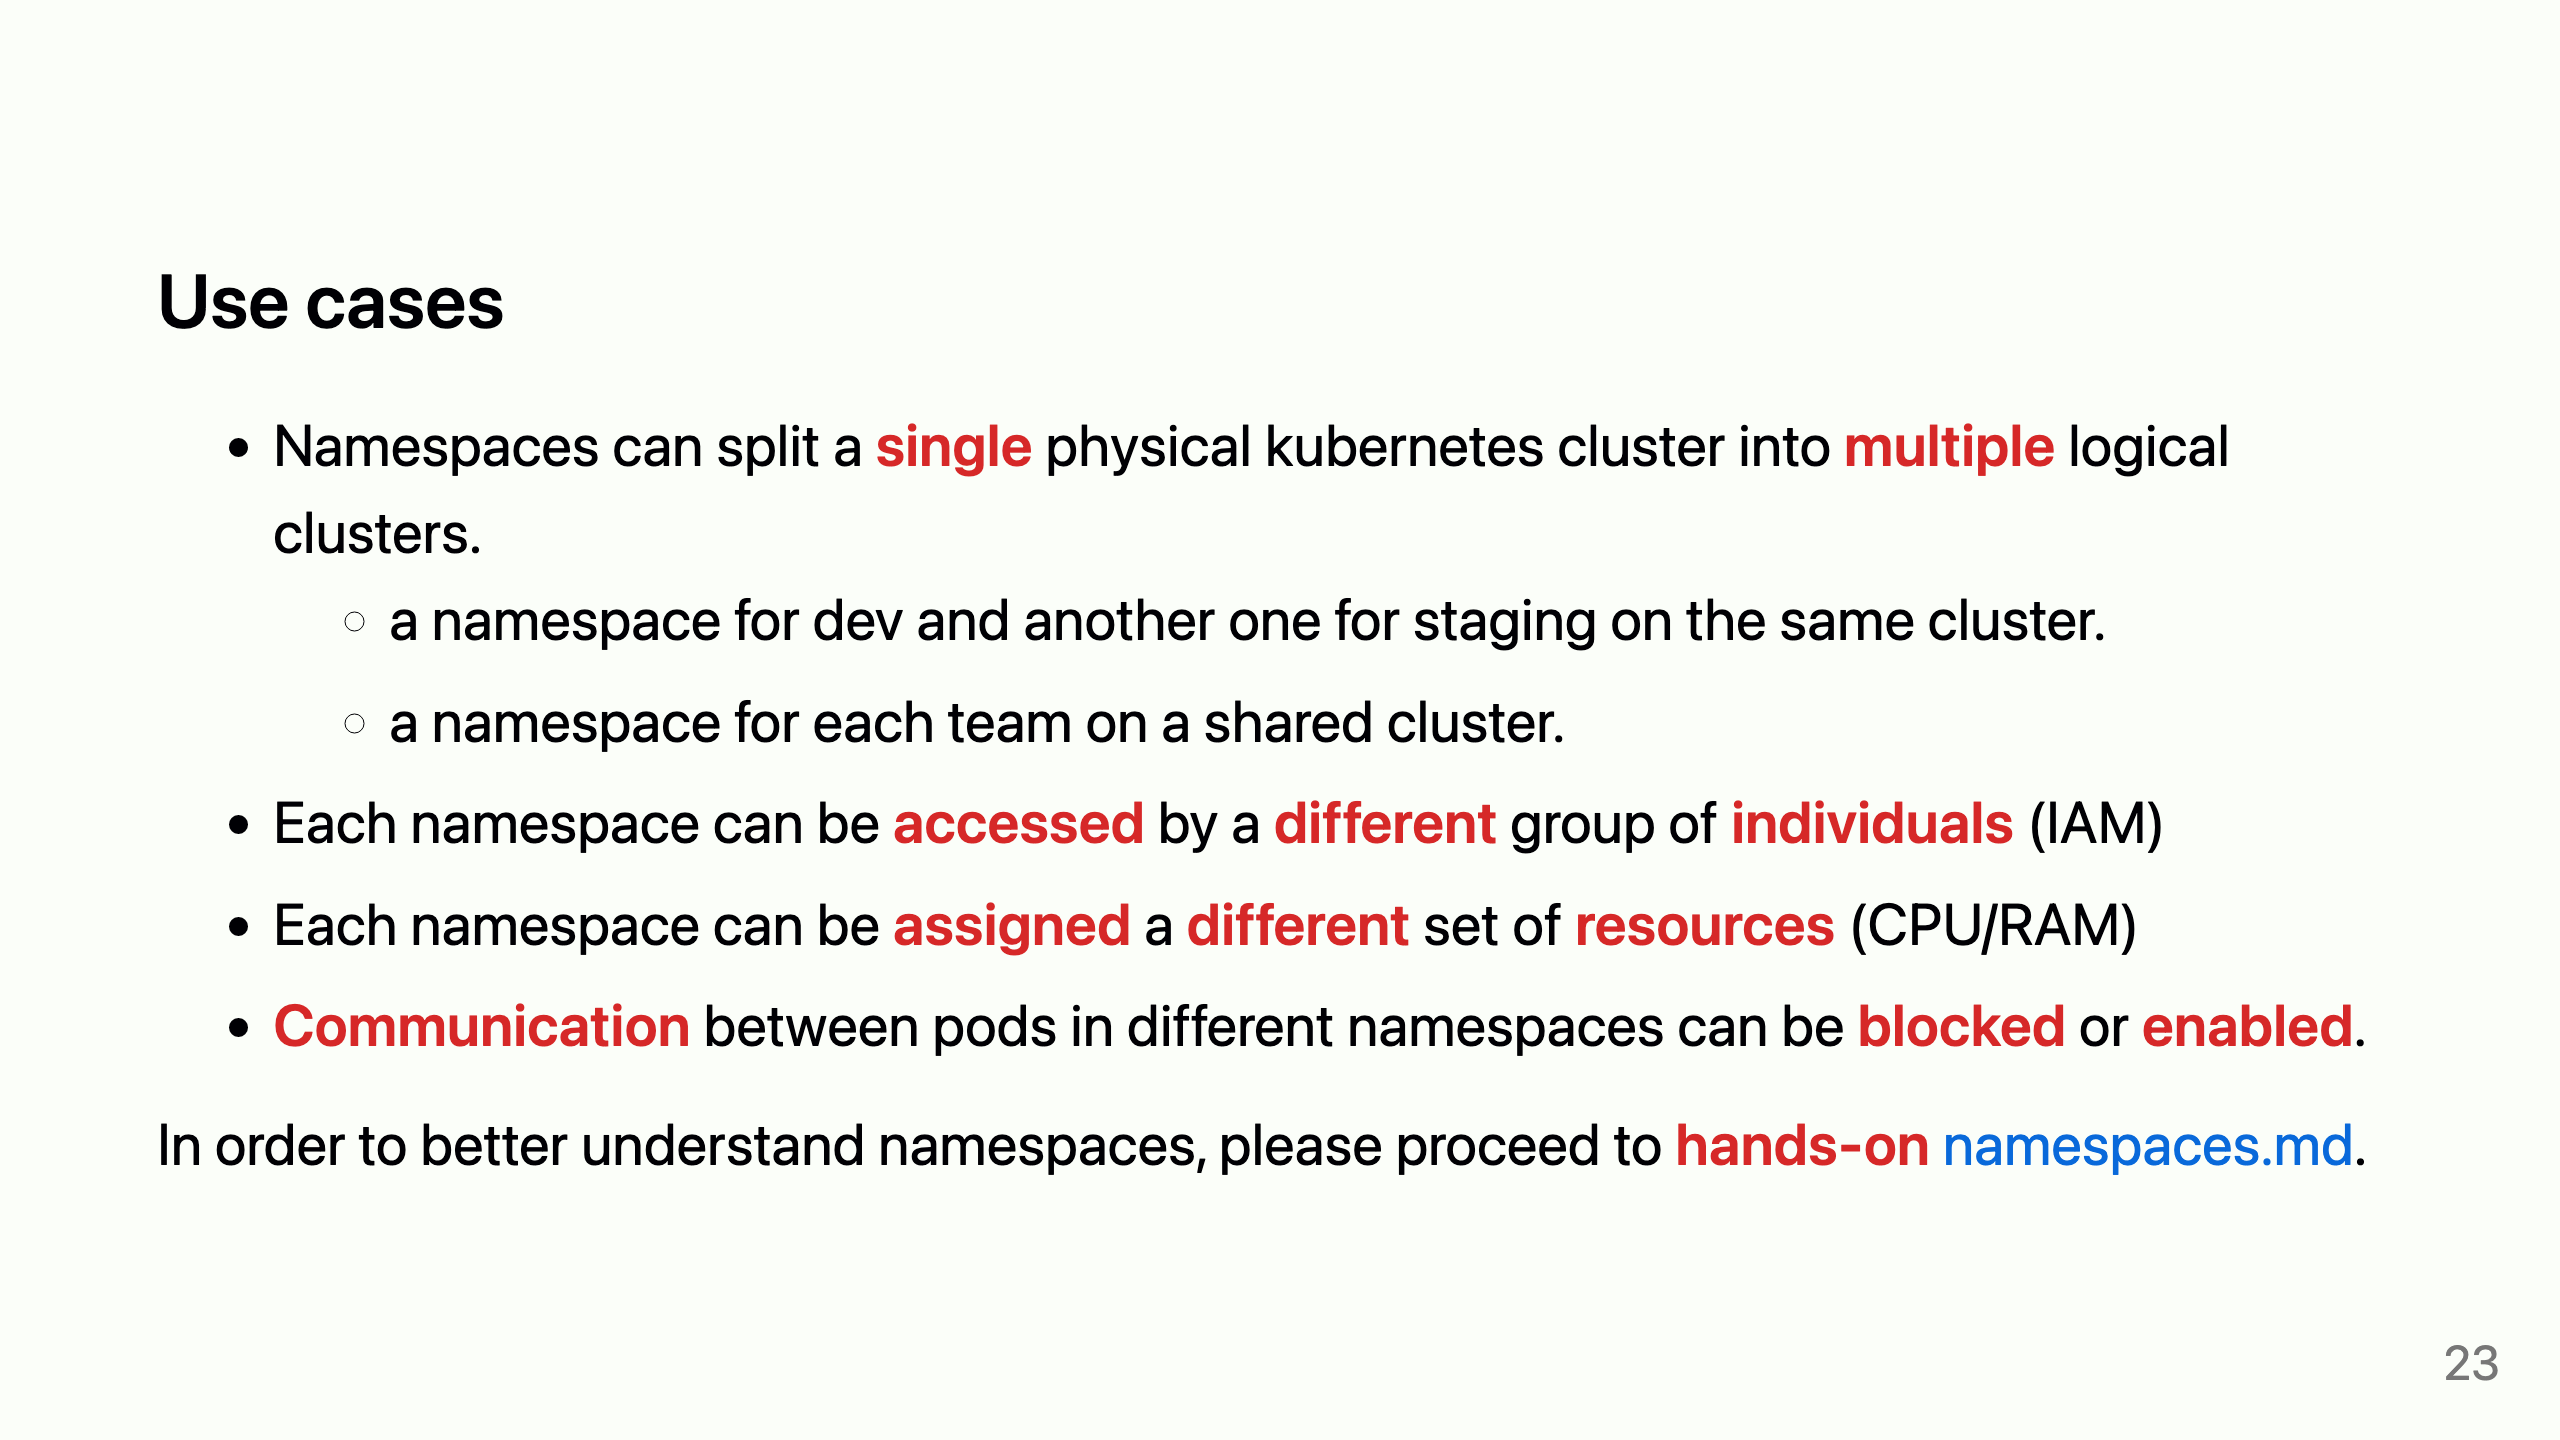 Use cases
Namespaces can split a single physical kubernetes cluster into multiple logical
clusters.
a namespace for dev and another one for staging on the same cluster.
a namespace for each team on a shared cluster.
Each namespace can be accessed by a different group of individuals (IAM)
Each namespace can be assigned a different set of resources (CPU/RAM)
Communication between pods in different namespaces can be blocked or enabled.
In order to better understand namespaces, please proceed to hands-on namespaces.md.
23